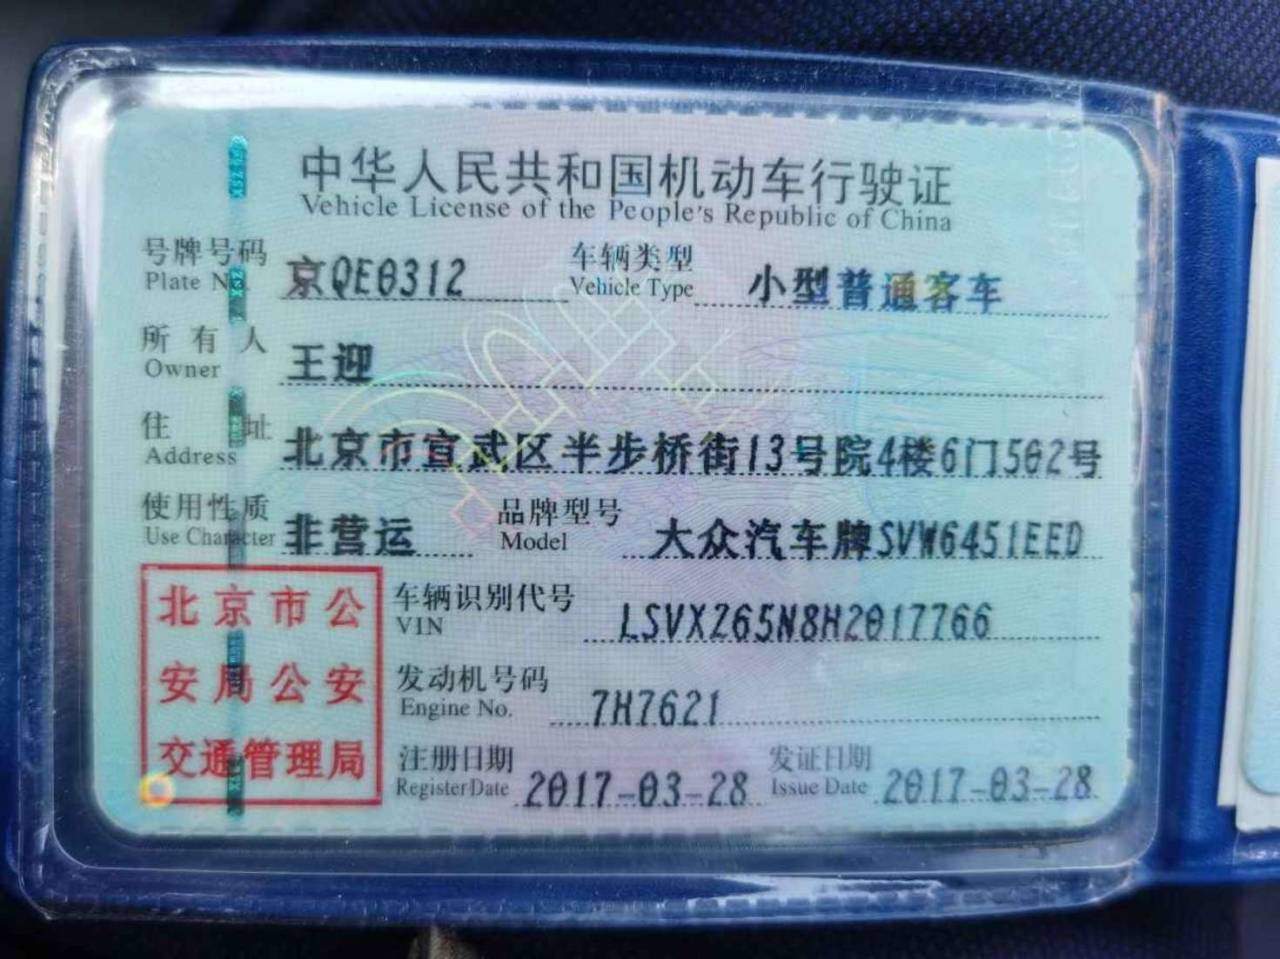 中华人民共和国机动车行驶证
Vehicle License of the People's Republic of China
号牌号码 京QE0312 车辆类型 小型普通客车
Plate No. Vehicle Type
所有人 王迎
Owner
住址 北京市宣武区半步桥街13号院4楼6门502号
Address
使用性质 非营运 品牌型号 大众汽车牌SVW6451EED
Use Character Model
车辆识别代号 LSVXZ65N8H2017766
VIN
发动机号码 7H7621
Engine No.
注册日期 2017-03-28 发证日期 2017-03-28
Register Date Issue Date
北京市公
安局公安
交通管理局